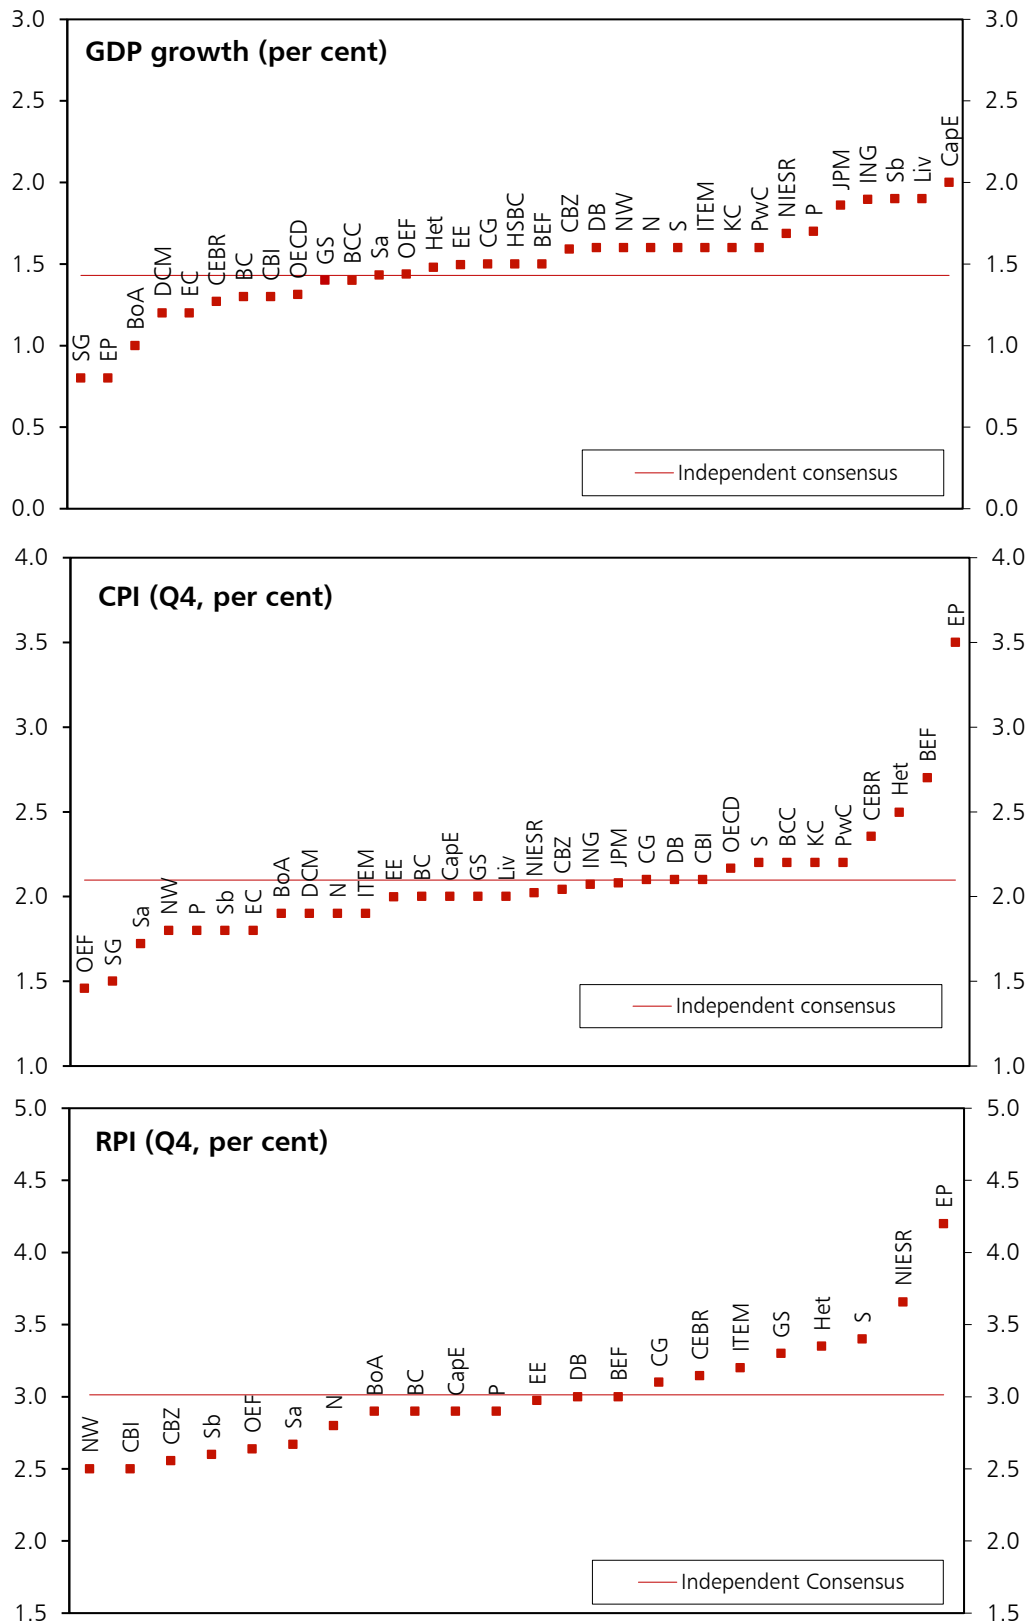 GDP growth (per cent)
3.0 3.0
2.5 2.5
2.0 2.0
1.5 1.5
1.0 1.0
0.5 0.5
0.0 0.0
SG EP BoA DCM EC CEBR BC CBI OECD GS BCC Sa OEF Het EE CG HSBC BEF CBZ DB NW N S ITEM KC PwC NIESR P JPM ING Sb Liv CapE
Independent consensus
CPI (Q4, per cent)
4.0 4.0
3.5 3.5
3.0 3.0
2.5 2.5
2.0 2.0
1.5 1.5
1.0 1.0
OEF SG Sa NW P Sb EC BoA DCM N ITEM EE BC CapE GS Liv NIESR CBZ ING JPM CG DB CBI OECD S BCC KC PwC CEBR Het BEF EP
Independent consensus
RPI (Q4, per cent)
5.0 5.0
4.5 4.5
4.0 4.0
3.5 3.5
3.0 3.0
2.5 2.5
2.0 2.0
1.5 1.5
NW CBI CBZ Sb OEF Sa N BoA BC CapE P EE DB BEF CG CEBR ITEM GS Het S NIESR EP
Independent Consensus